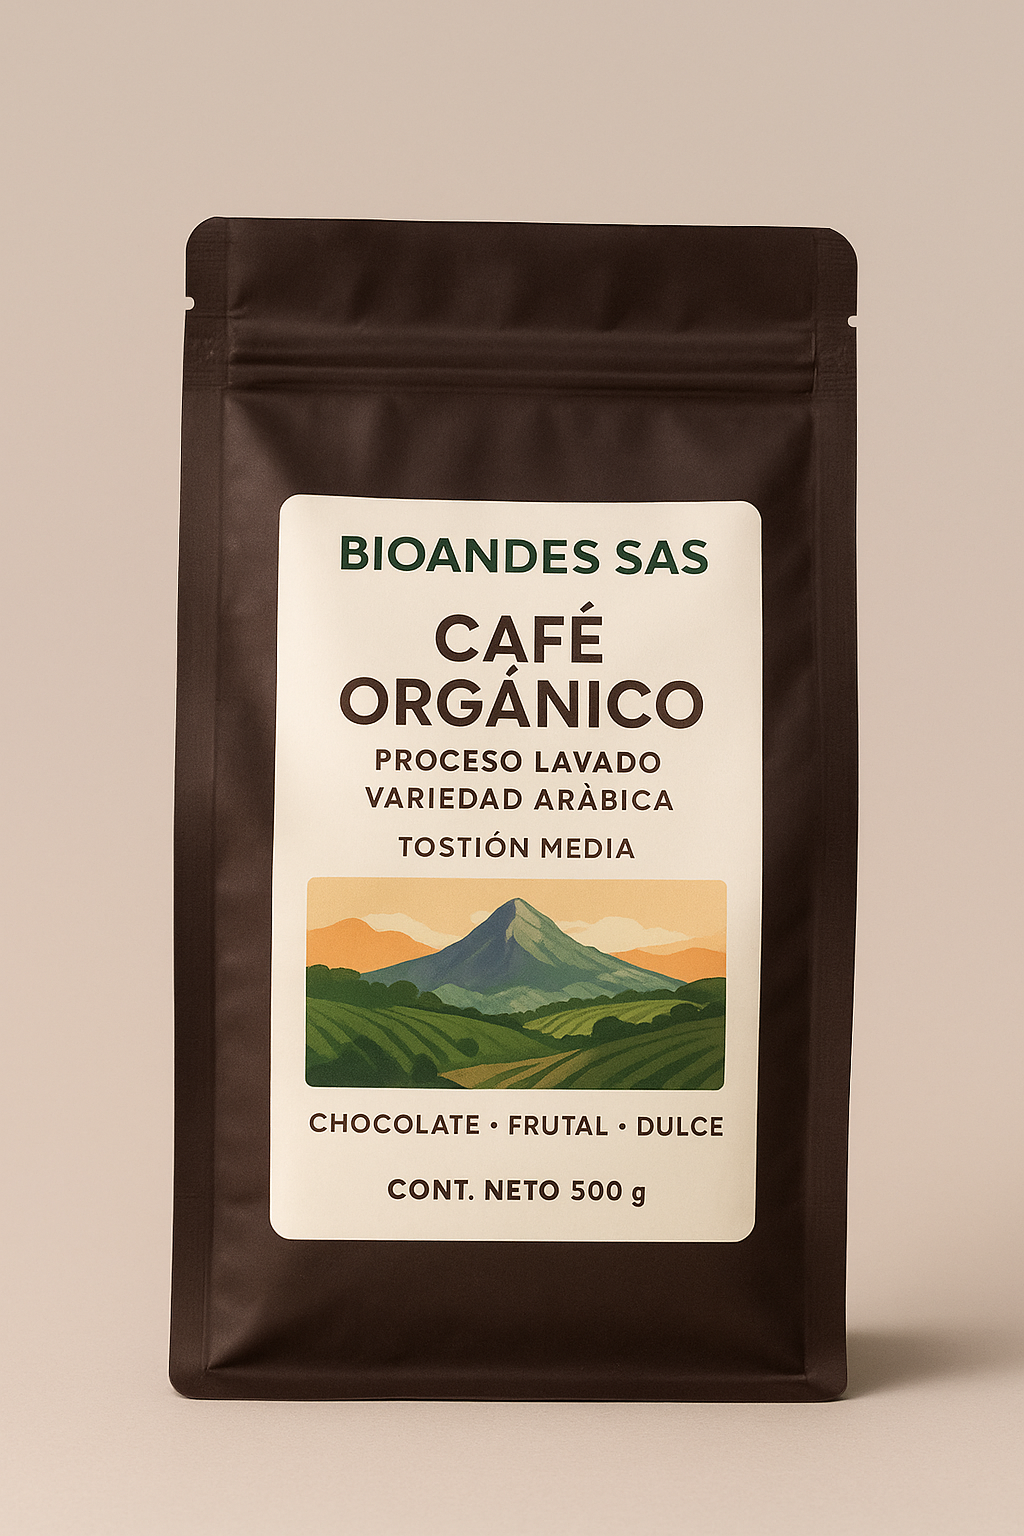 BIOANDES SAS
CAFÉ
ORGÁNICO
PROCESO LAVADO
VARIEDAD ARÀBICA
TOSTIÓN MEDIA
CHOCOLATE • FRUTAL • DULCE
CONT. NETO 500 g